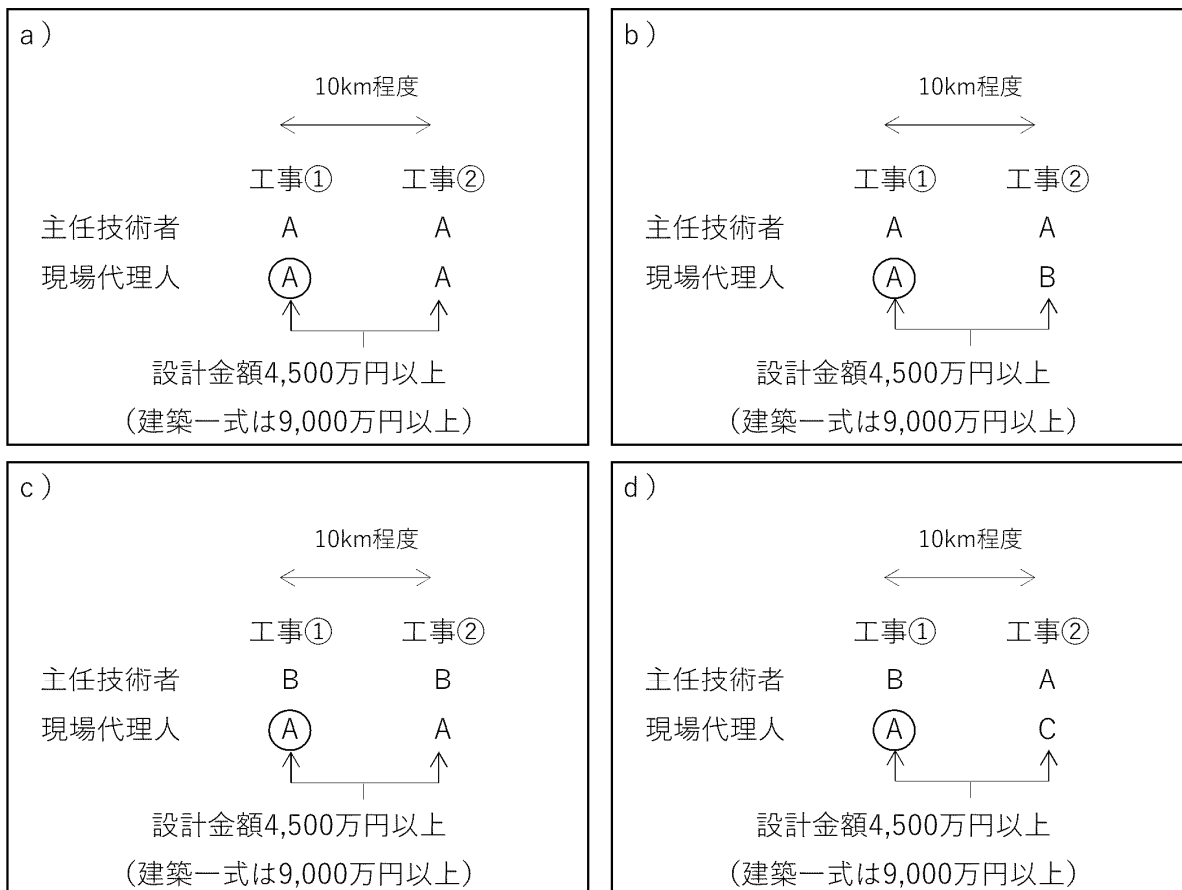 a）
10km程度
工事① 工事②
主任技術者 A A
現場代理人 A A
設計金額4,500万円以上
（建築一式は9,000万円以上）
b）
10km程度
工事① 工事②
主任技術者 A A
現場代理人 A B
設計金額4,500万円以上
（建築一式は9,000万円以上）
c）
10km程度
工事① 工事②
主任技術者 B B
現場代理人 A A
設計金額4,500万円以上
（建築一式は9,000万円以上）
d）
10km程度
工事① 工事②
主任技術者 B A
現場代理人 A C
設計金額4,500万円以上
（建築一式は9,000万円以上）